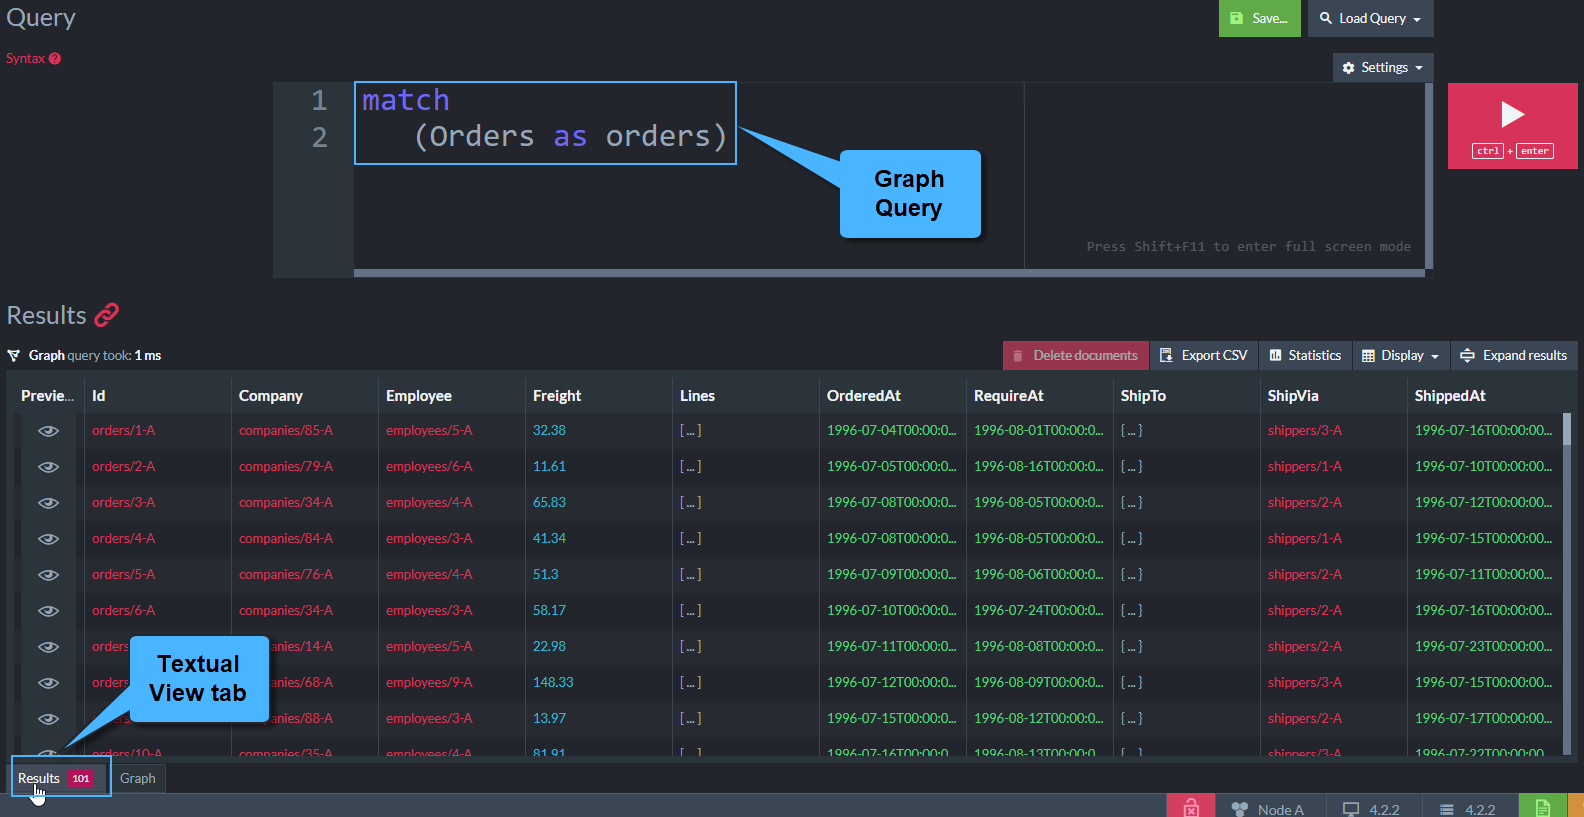 Query
Save...
Load Query
Syntax
Settings
1 match
2 (Orders as orders)
ctrl + enter
Graph
Query
Press Shift+F11 to enter full screen mode
Results
Graph query took: 1 ms
Delete documents Export CSV Statistics Display Expand results
Previe... Id Company Employee Freight Lines OrderedAt RequireAt ShipTo ShipVia ShippedAt
orders/1-A companies/85-A employees/5-A 32.38 [...] 1996-07-04T00:00:0... 1996-08-01T00:00:0... {...} shippers/3-A 1996-07-16T00:00:00...
orders/2-A companies/79-A employees/6-A 11.61 [...] 1996-07-05T00:00:0... 1996-08-16T00:00:0... {...} shippers/1-A 1996-07-10T00:00:00...
orders/3-A companies/34-A employees/4-A 65.83 [...] 1996-07-08T00:00:0... 1996-08-05T00:00:0... {...} shippers/2-A 1996-07-12T00:00:00...
orders/4-A companies/84-A employees/3-A 41.34 [...] 1996-07-08T00:00:0... 1996-08-05T00:00:0... {...} shippers/1-A 1996-07-15T00:00:00...
orders/5-A companies/76-A employees/4-A 51.3 [...] 1996-07-09T00:00:0... 1996-08-06T00:00:0... {...} shippers/2-A 1996-07-11T00:00:00...
orders/6-A companies/34-A employees/3-A 58.17 [...] 1996-07-10T00:00:0... 1996-07-24T00:00:0... {...} shippers/2-A 1996-07-16T00:00:00...
orders anies/14-A employees/5-A 22.98 [...] 1996-07-11T00:00:0... 1996-08-08T00:00:0... {...} shippers/2-A 1996-07-23T00:00:00...
orders anies/68-A employees/9-A 148.33 [...] 1996-07-12T00:00:0... 1996-08-09T00:00:0... {...} shippers/3-A 1996-07-15T00:00:00...
orders anies/88-A employees/3-A 13.97 [...] 1996-07-15T00:00:0... 1996-08-12T00:00:0... {...} shippers/2-A 1996-07-17T00:00:00...
orders/10-A companies/35-A employees/4-A 81.91 [...] 1996-07-16T00:00:0... 1996-08-13T00:00:0... {...} shippers/3-A 1996-07-22T00:00:00...
Textual
View tab
Results 101 Graph
Node A 4.2.2 4.2.2